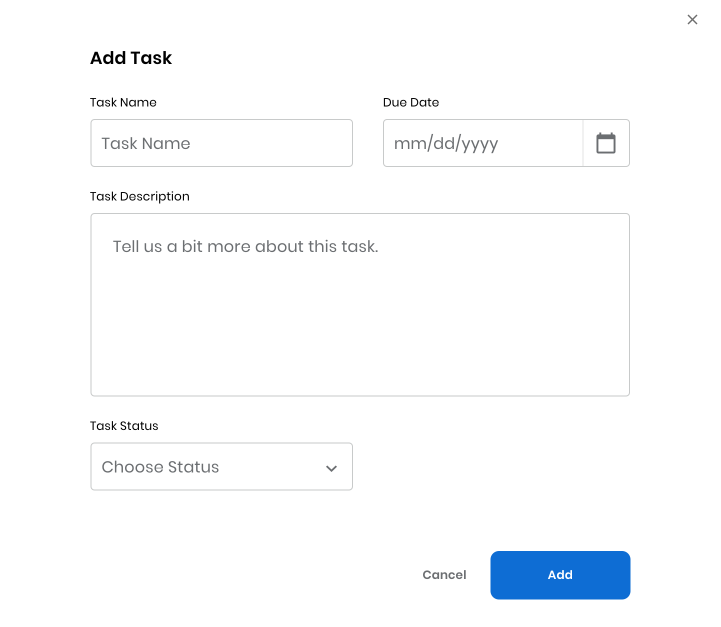 Add Task
Task Name
Due Date
Task Name
mm/dd/yyyy
Task Description
Tell us a bit more about this task.
Task Status
Choose Status
Cancel
Add